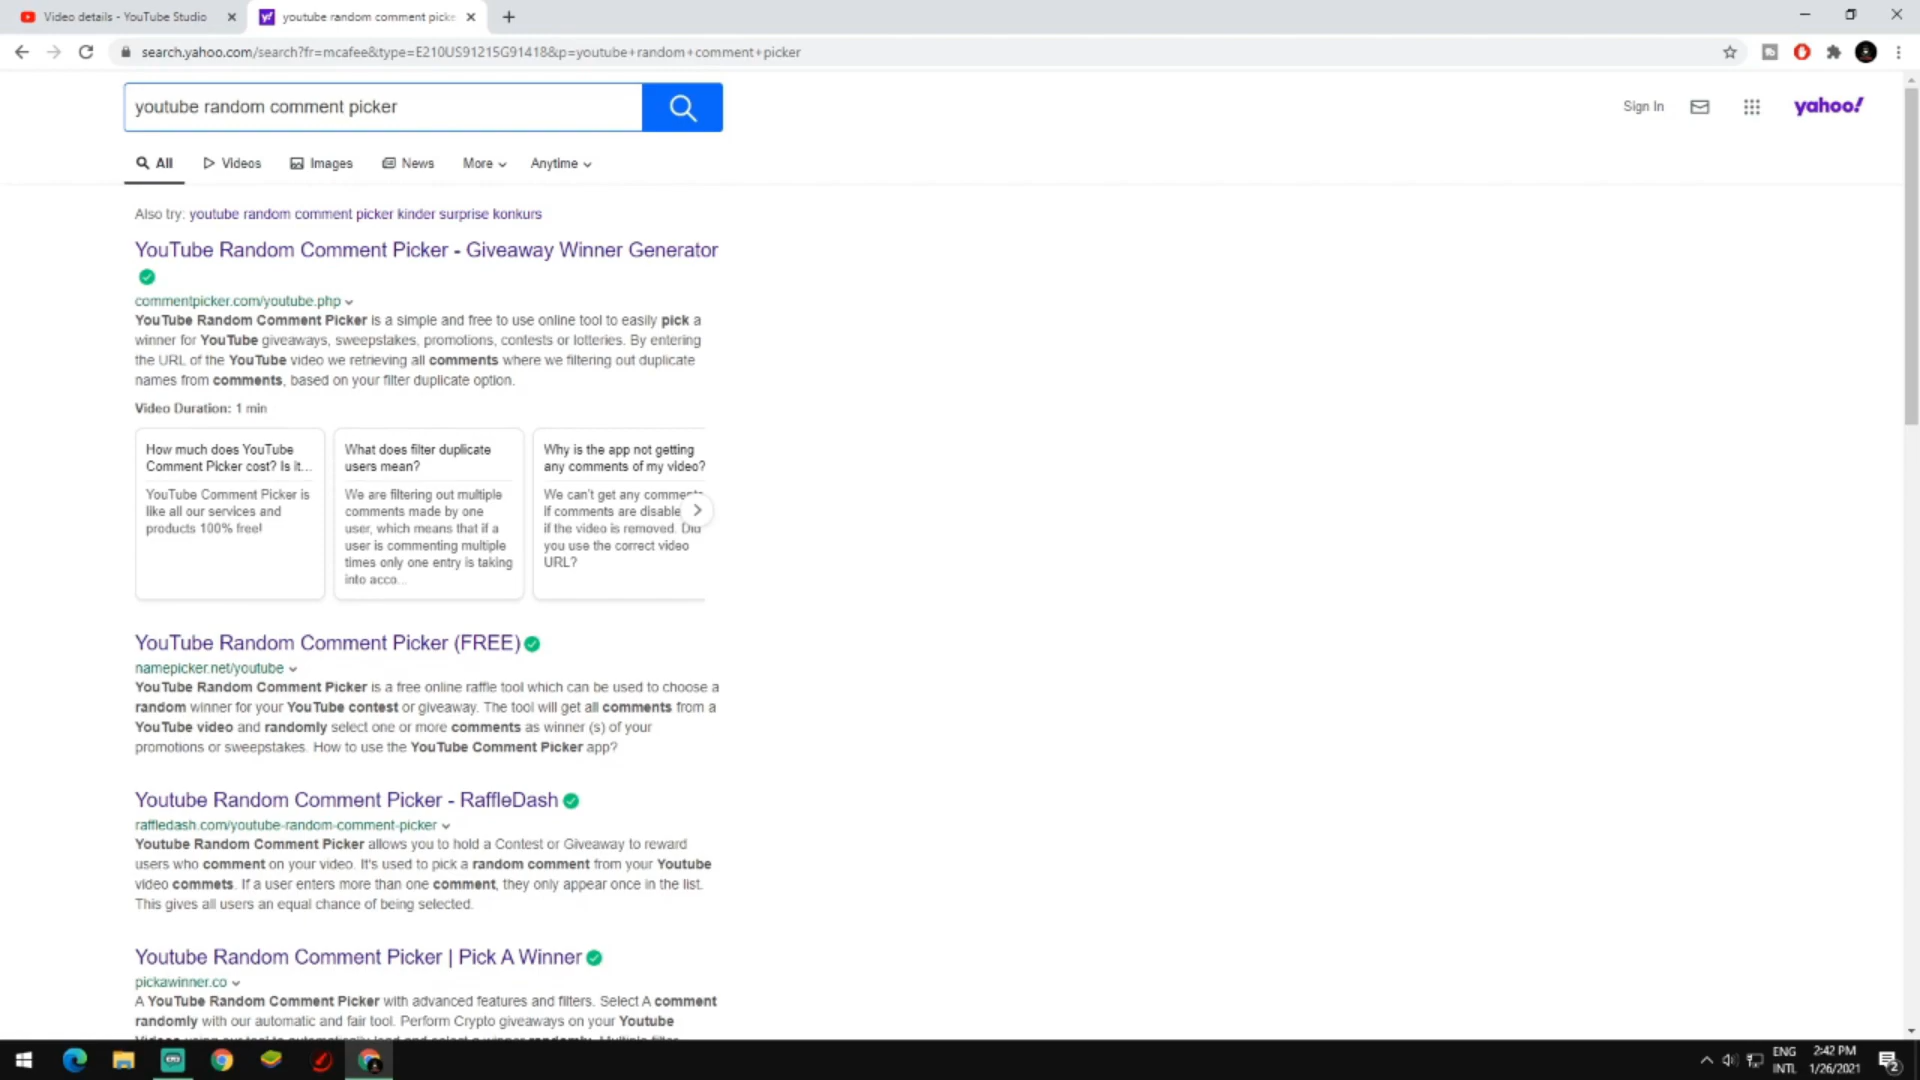 Video details - YouTube Studio
youtube random comment picke
search.yahoo.com/search?fr=mcafee&type=E210US91215G91418&p=youtube+random+comment+picker
youtube random comment picker
Sign In
yahoo!
All
Videos
Images
News
More
Anytime
Also try: youtube random comment picker kinder surprise konkurs
YouTube Random Comment Picker - Giveaway Winner Generator
commentpicker.com/youtube.php
YouTube Random Comment Picker is a simple and free to use online tool to easily pick a
winner for YouTube giveaways, sweepstakes, promotions, contests or lotteries. By entering
the URL of the YouTube video we retrieving all comments where we filtering out duplicate
names from comments, based on your filter duplicate option.
Video Duration: 1 min
How much does YouTube
Comment Picker cost? Is it...
YouTube Comment Picker is
like all our services and
products 100% free!
What does filter duplicate
users mean?
We are filtering out multiple
comments made by one
user, which means that if a
user is commenting multiple
times only one entry is taking
into acco...
Why is the app not getting
any comments of my video?
We can't get any comments
if comments are disable
if the video is removed. Did
you use the correct video
URL?
YouTube Random Comment Picker (FREE)
namepicker.net/youtube
YouTube Random Comment Picker is a free online raffle tool which can be used to choose a
random winner for your YouTube contest or giveaway. The tool will get all comments from a
YouTube video and randomly select one or more comments as winner (s) of your
promotions or sweepstakes. How to use the YouTube Comment Picker app?
Youtube Random Comment Picker - RaffleDash
raffledash.com/youtube-random-comment-picker
Youtube Random Comment Picker allows you to hold a Contest or Giveaway to reward
users who comment on your video. It's used to pick a random comment from your Youtube
video commets. If a user enters more than one comment, they only appear once in the list.
This gives all users an equal chance of being selected.
Youtube Random Comment Picker | Pick A Winner
pickawinner.co
A YouTube Random Comment Picker with advanced features and filters. Select A comment
randomly with our automatic and fair tool. Perform Crypto giveaways on your Youtube
ENG
INTL
2:42 PM
1/26/2021
2